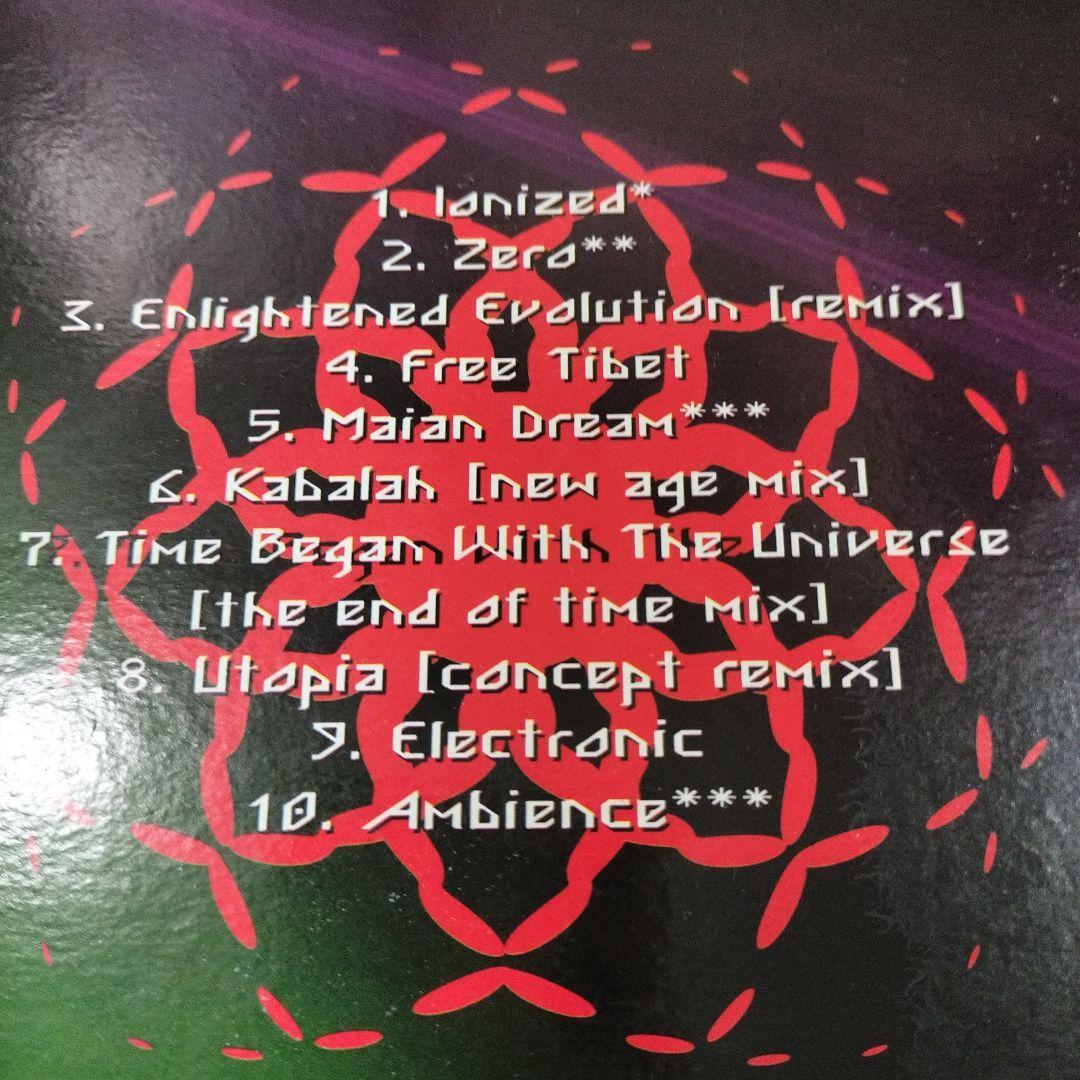 1. Ionized*
2. Zero**
3. Enlightened Evolution [remix]
4. Free Tibet
5. Maian Dream***
6. Kabalah [new age mix]
7. Time Began With The Universe
[the end of time mix]
8. Utopia [concept remix]
9. Electronic
10. Ambience***